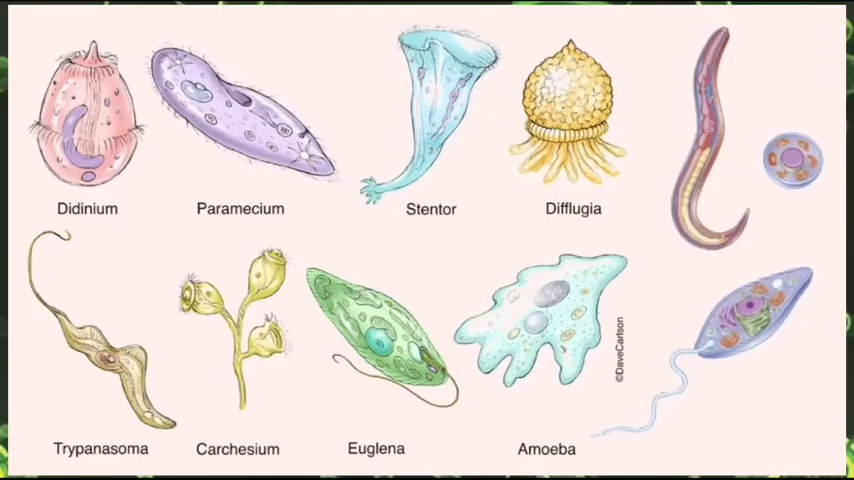 Didinium
Paramecium
Stentor
Difflugia
Trypanasoma
Carchesium
Euglena
Amoeba
©DaveCarlson